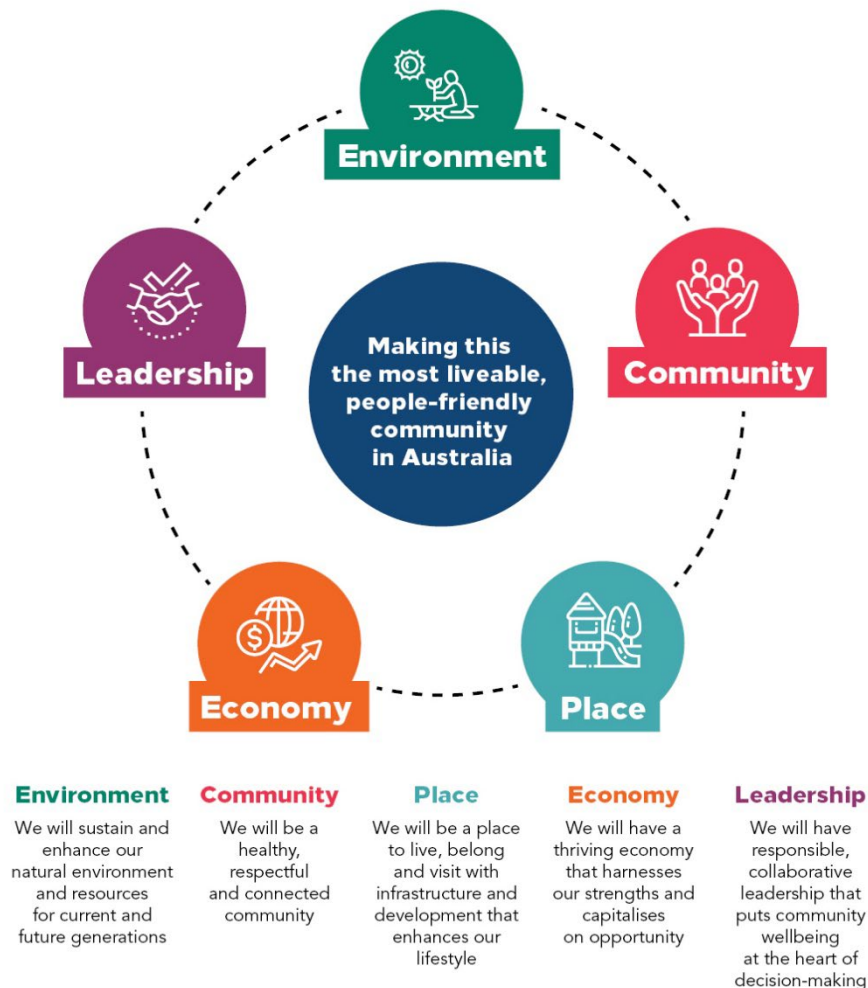 Environment
Leadership
Community
Making this
the most liveable,
people-friendly
community
in Australia
Economy
Place
Environment
We will sustain and
enhance our
natural environment
and resources
for current and
future generations
Community
We will be a
healthy,
respectful
and connected
community
Place
We will be a place
to live, belong
and visit with
infrastructure and
development that
enhances our
lifestyle
Economy
We will have a
thriving economy
that harnesses
our strengths and
capitalises
on opportunity
Leadership
We will have
responsible,
collaborative
leadership that
puts community
wellbeing
at the heart of
decision-making